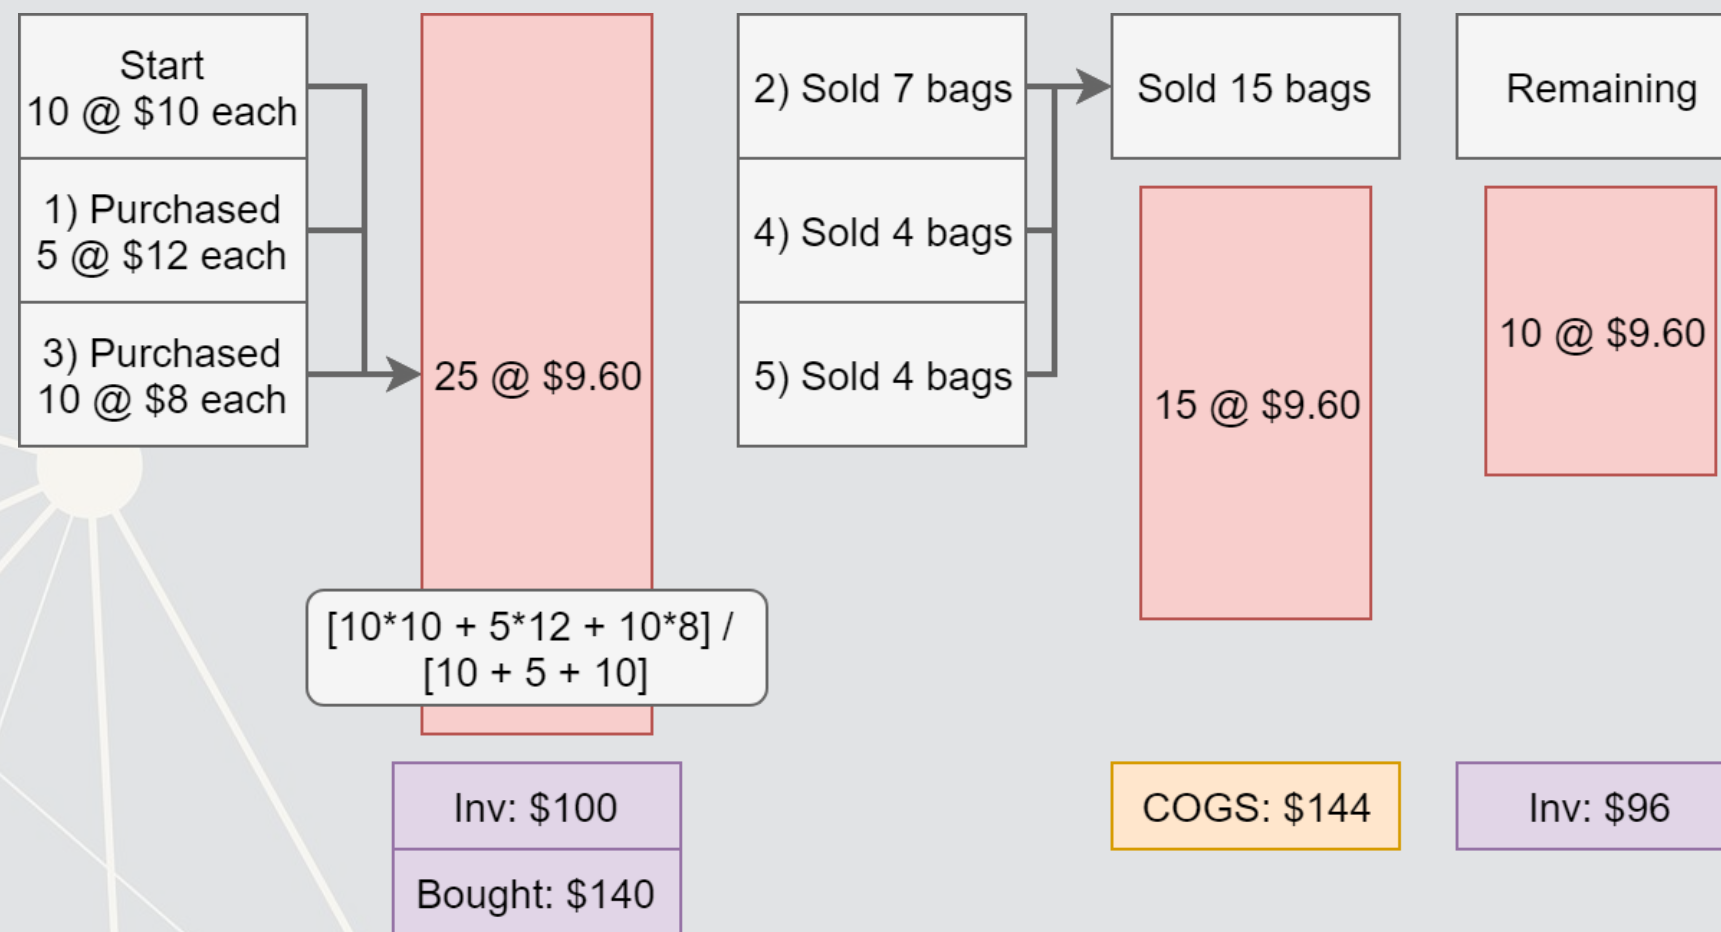 Start
10 @ $10 each
1) Purchased
5 @ $12 each
3) Purchased
10 @ $8 each
25 @ $9.60
[10*10 + 5*12 + 10*8] /
[10 + 5 + 10]
Inv: $100
Bought: $140
2) Sold 7 bags
4) Sold 4 bags
5) Sold 4 bags
Sold 15 bags
15 @ $9.60
COGS: $144
Remaining
10 @ $9.60
Inv: $96